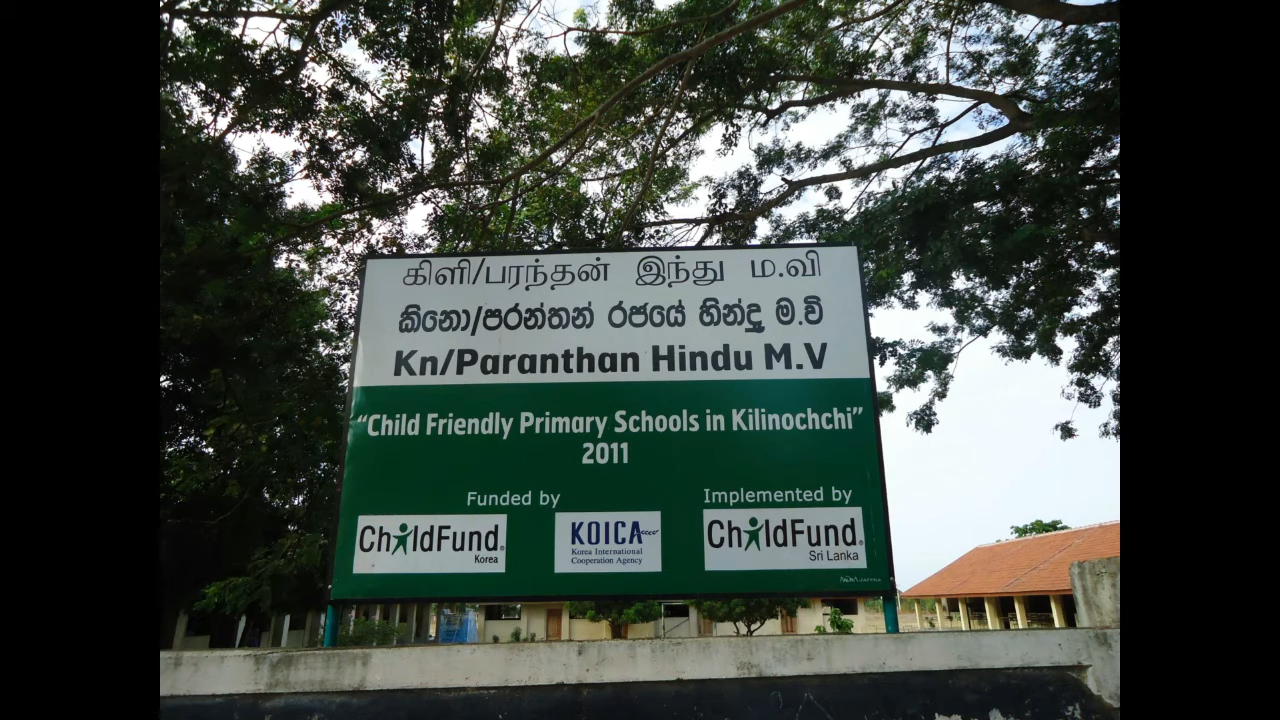 கிளி/பரந்தன் இந்து ம.வி
කිනො/පරන්තන් රජයේ හින්දු ම.වි
Kn/Paranthan Hindu M.V
“Child Friendly Primary Schools in Kilinochchi”
2011
Funded by
Implemented by
ChildFund
Korea
KOICA
Korea International
Cooperation Agency
ChildFund
Sri Lanka